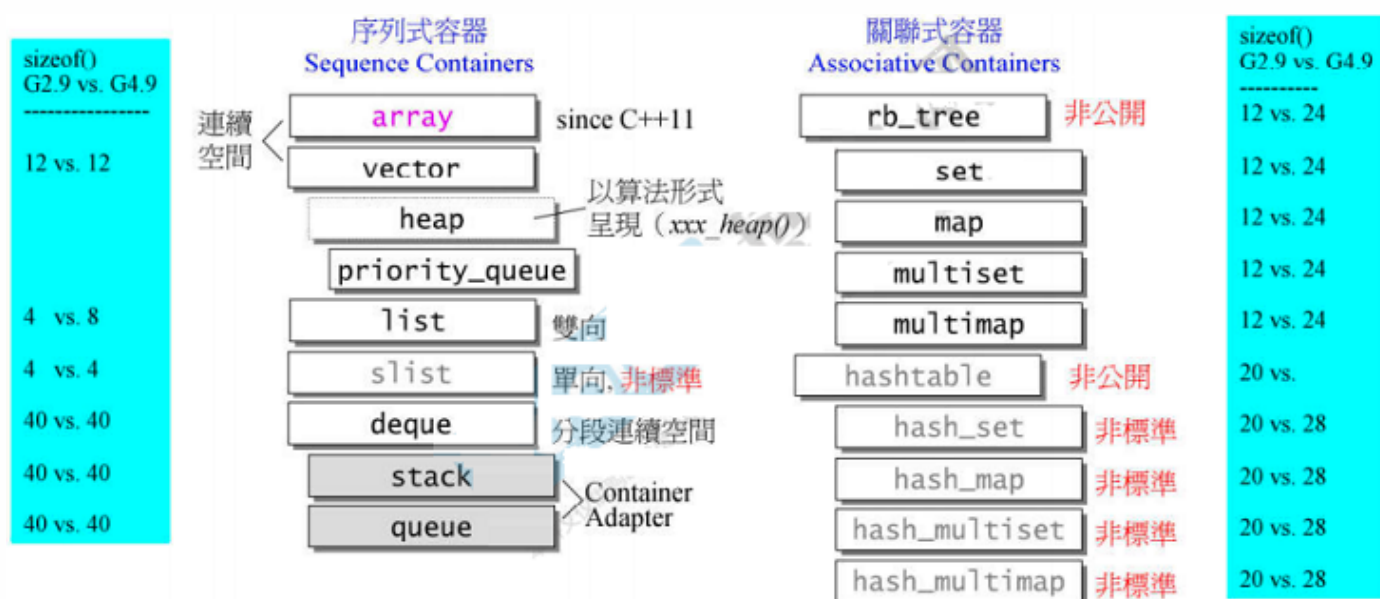 sizeof()
G2.9 vs. G4.9
----------------
12 vs. 12
4 vs. 8
4 vs. 4
40 vs. 40
40 vs. 40
40 vs. 40
序列式容器
Sequence Containers
連續
空間
array
since C++11
vector
heap
以算法形式
呈現（xxx_heap()）
priority_queue
list
雙向
slist
單向, 非標準
deque
分段連續空間
stack
queue
Container
Adapter
關聯式容器
Associative Containers
rb_tree
非公開
set
map
multiset
multimap
hashtable
非公開
hash_set
非標準
hash_map
非標準
hash_multiset
非標準
hash_multimap
非標準
sizeof()
G2.9 vs. G4.9
----------
12 vs. 24
12 vs. 24
12 vs. 24
12 vs. 24
12 vs. 24
20 vs.
20 vs. 28
20 vs. 28
20 vs. 28
20 vs. 28